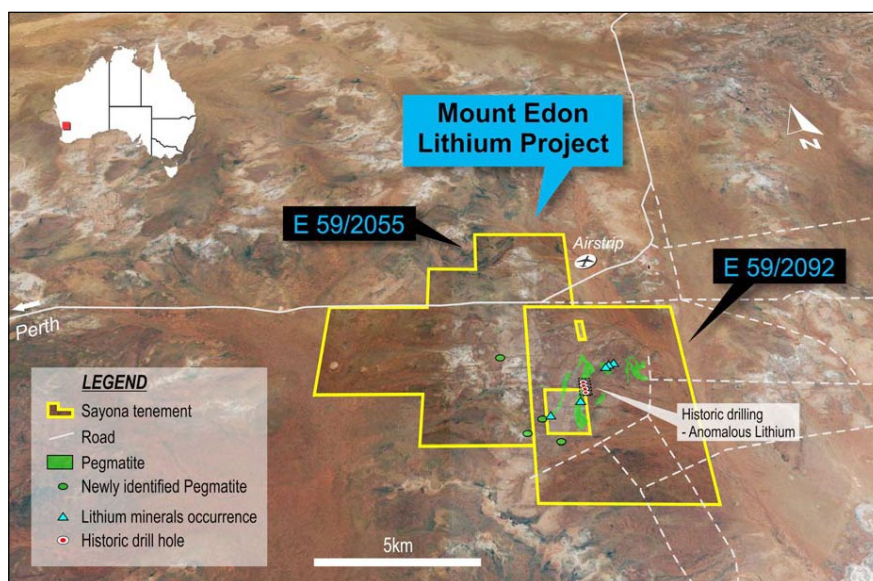 Mount Edon
Lithium Project
N
E 59/2055
Airstrip
E 59/2092
Perth
LEGEND
Sayona tenement
Road
Pegmatite
Newly identified Pegmatite
Lithium minerals occurrence
Historic drill hole
Historic drilling
- Anomalous Lithium
5km